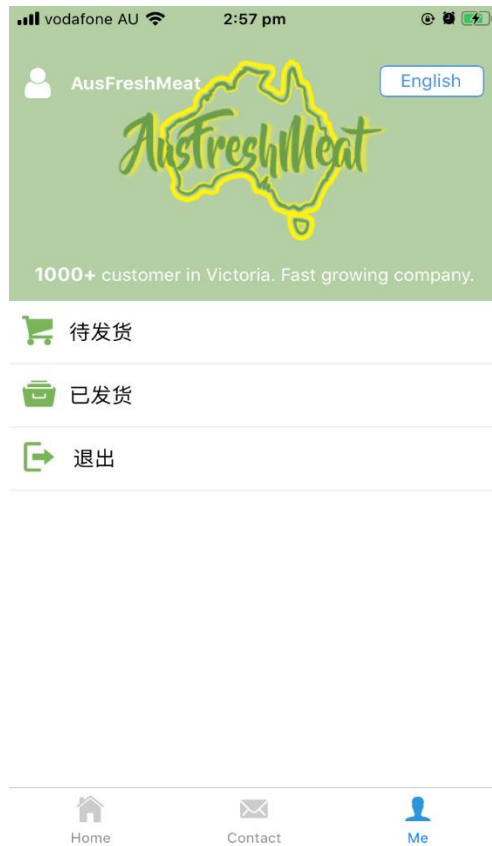 vodafone AU 2:57 pm
AusFreshMeat English
AusFreshMeat
1000+ customer in Victoria. Fast growing company.
待发货
已发货
退出
Home Contact Me